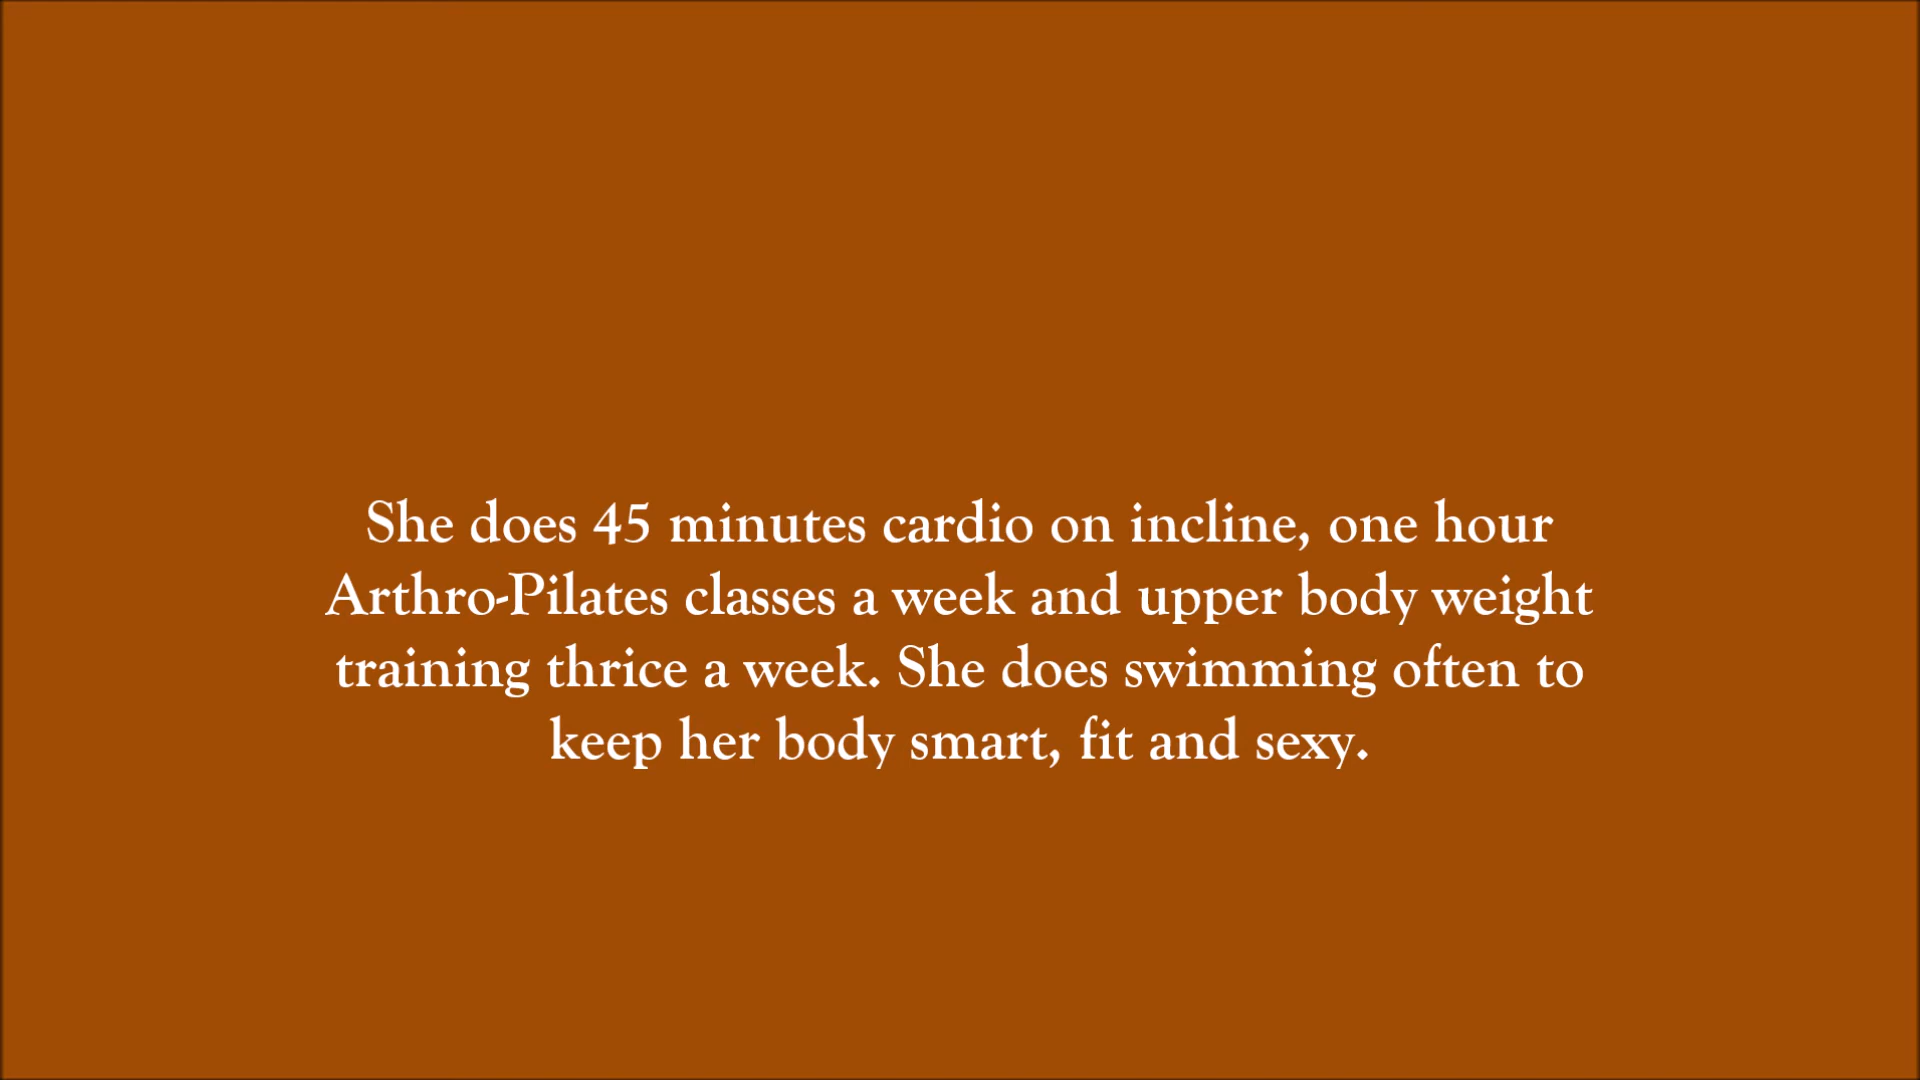 She does 45 minutes cardio on incline, one hour
Arthro-Pilates classes a week and upper body weight
training thrice a week. She does swimming often to
keep her body smart, fit and sexy.